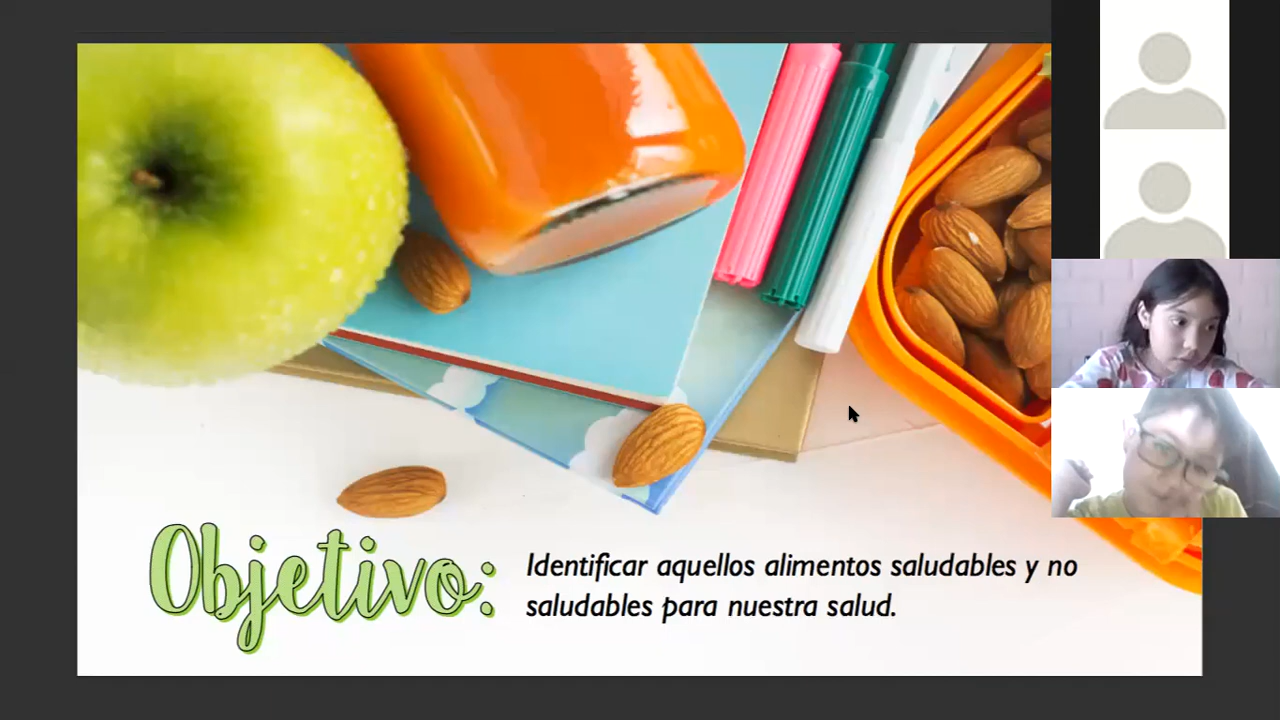 Objetivo:
Identificar aquellos alimentos saludables y no
saludables para nuestra salud.